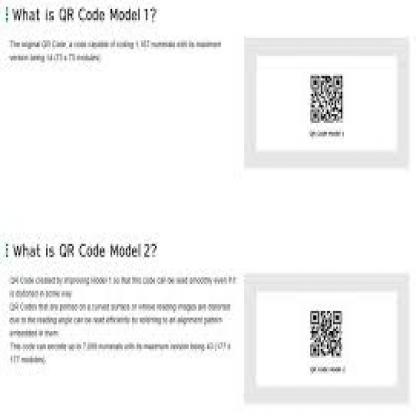 What is QR Code Model 1?
The original QR Code, a code capable of coding 1,167 numerals with its maximum
version being 14 (73 x 73 modules).
QR Code Model 1
What is QR Code Model 2?
QR Code created by improving Model 1 so that this code can be read smoothly even if it
is distorted in some way.
QR Codes that are printed on a curved surface or whose reading images are distorted
due to the reading angle can be read efficiently by referring to an alignment pattern
embedded in them.
This code can encode up to 7,089 numerals with its maximum version being 40 (177 x
177 modules).
QR Code Model 2